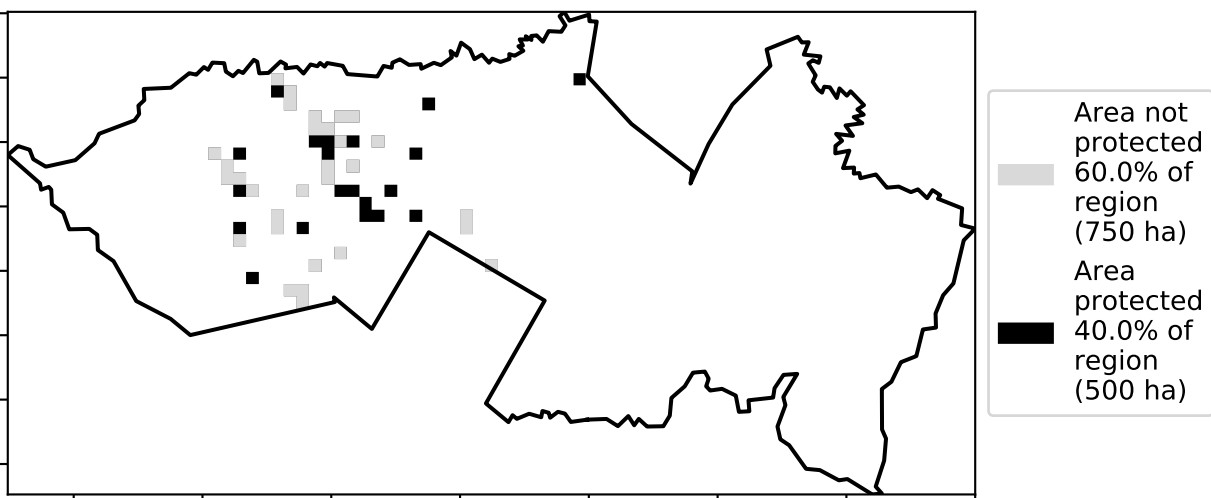 Area not
protected
60.0% of
region
(750 ha)
Area
protected
40.0% of
region
(500 ha)